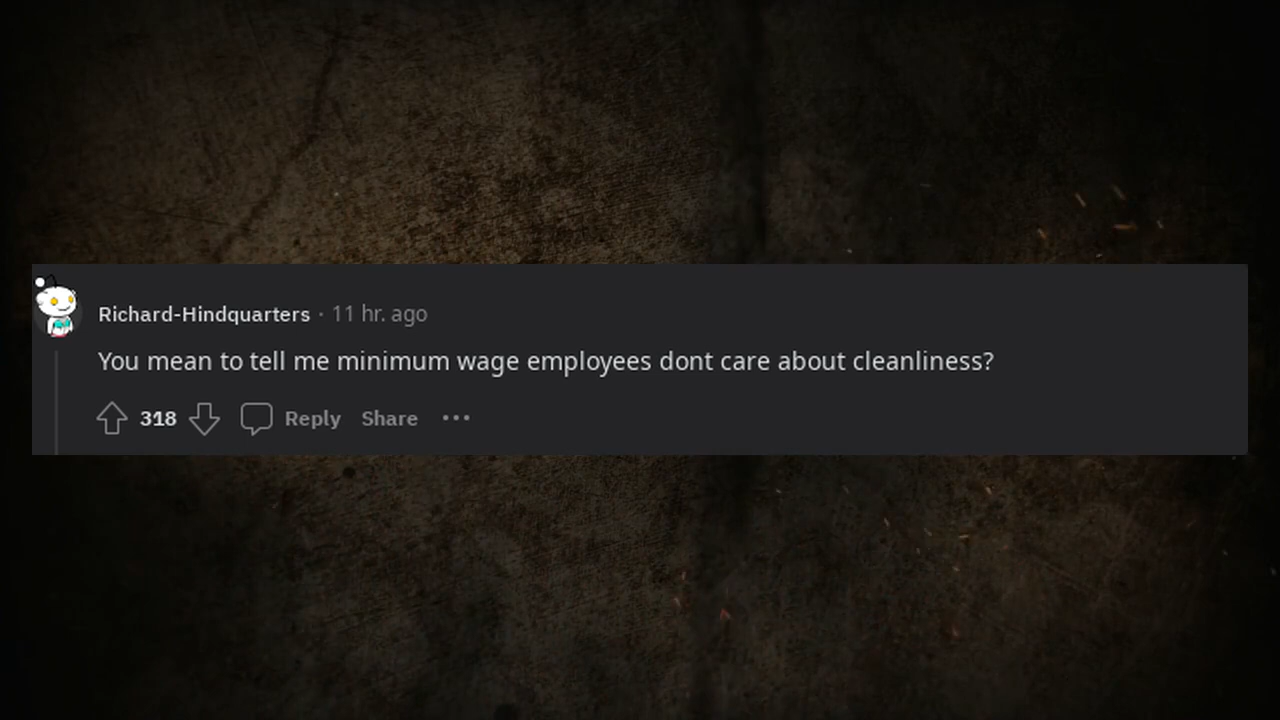 Richard-Hindquarters · 11 hr. ago
You mean to tell me minimum wage employees dont care about cleanliness?
318 Reply Share ···